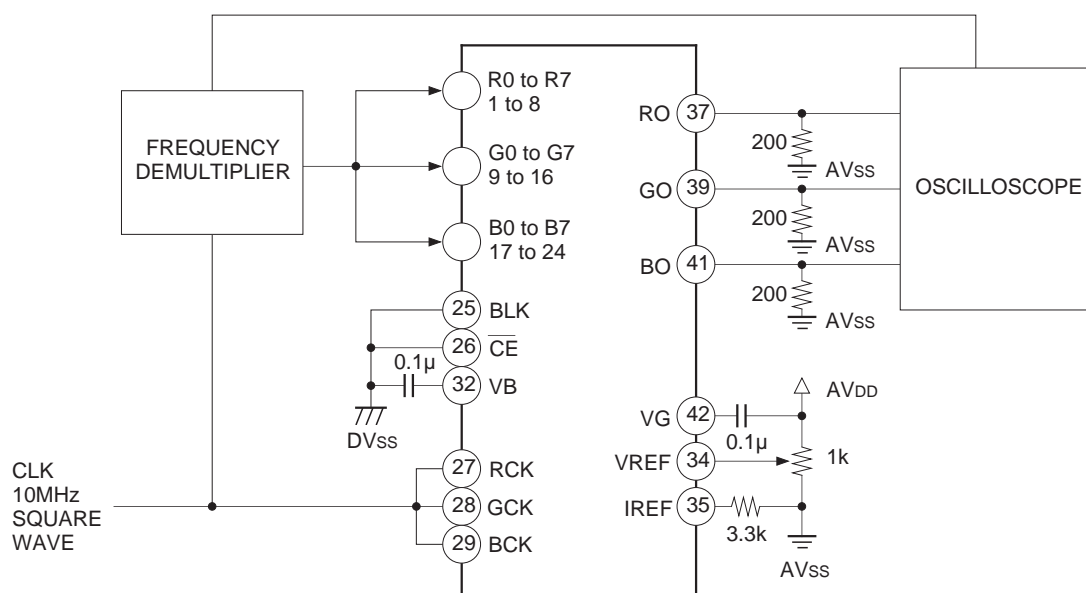 FREQUENCY
DEMULTIPLIER
R0 to R7
1 to 8
G0 to G7
9 to 16
B0 to B7
17 to 24
25
BLK
26
CE
0.1µ
32
VB
DVSS
CLK
10MHz
SQUARE
WAVE
27
RCK
28
GCK
29
BCK
RO
37
200
AVSS
GO
39
200
AVSS
BO
41
200
AVSS
OSCILLOSCOPE
AVDD
VG
42
0.1µ
VREF
34
1k
IREF
35
3.3k
AVSS